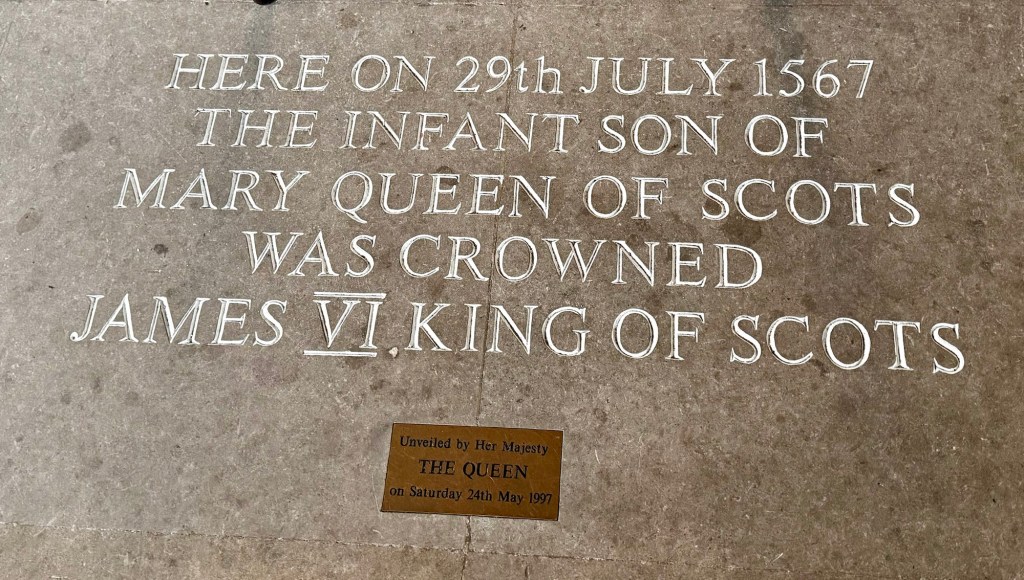 HERE ON 29th JULY 1567
THE INFANT SON OF
MARY QUEEN OF SCOTS
WAS CROWNED
JAMES VI KING OF SCOTS
Unveiled by Her Majesty
THE QUEEN
on Saturday 24th May 1997